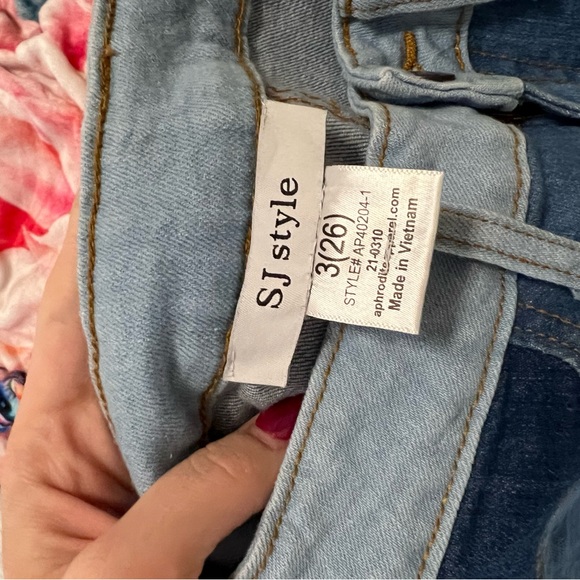 SJ style
3(26)
STYLE# AP40204-1
21-0310
aphroditeapparel.com
Made in Vietnam